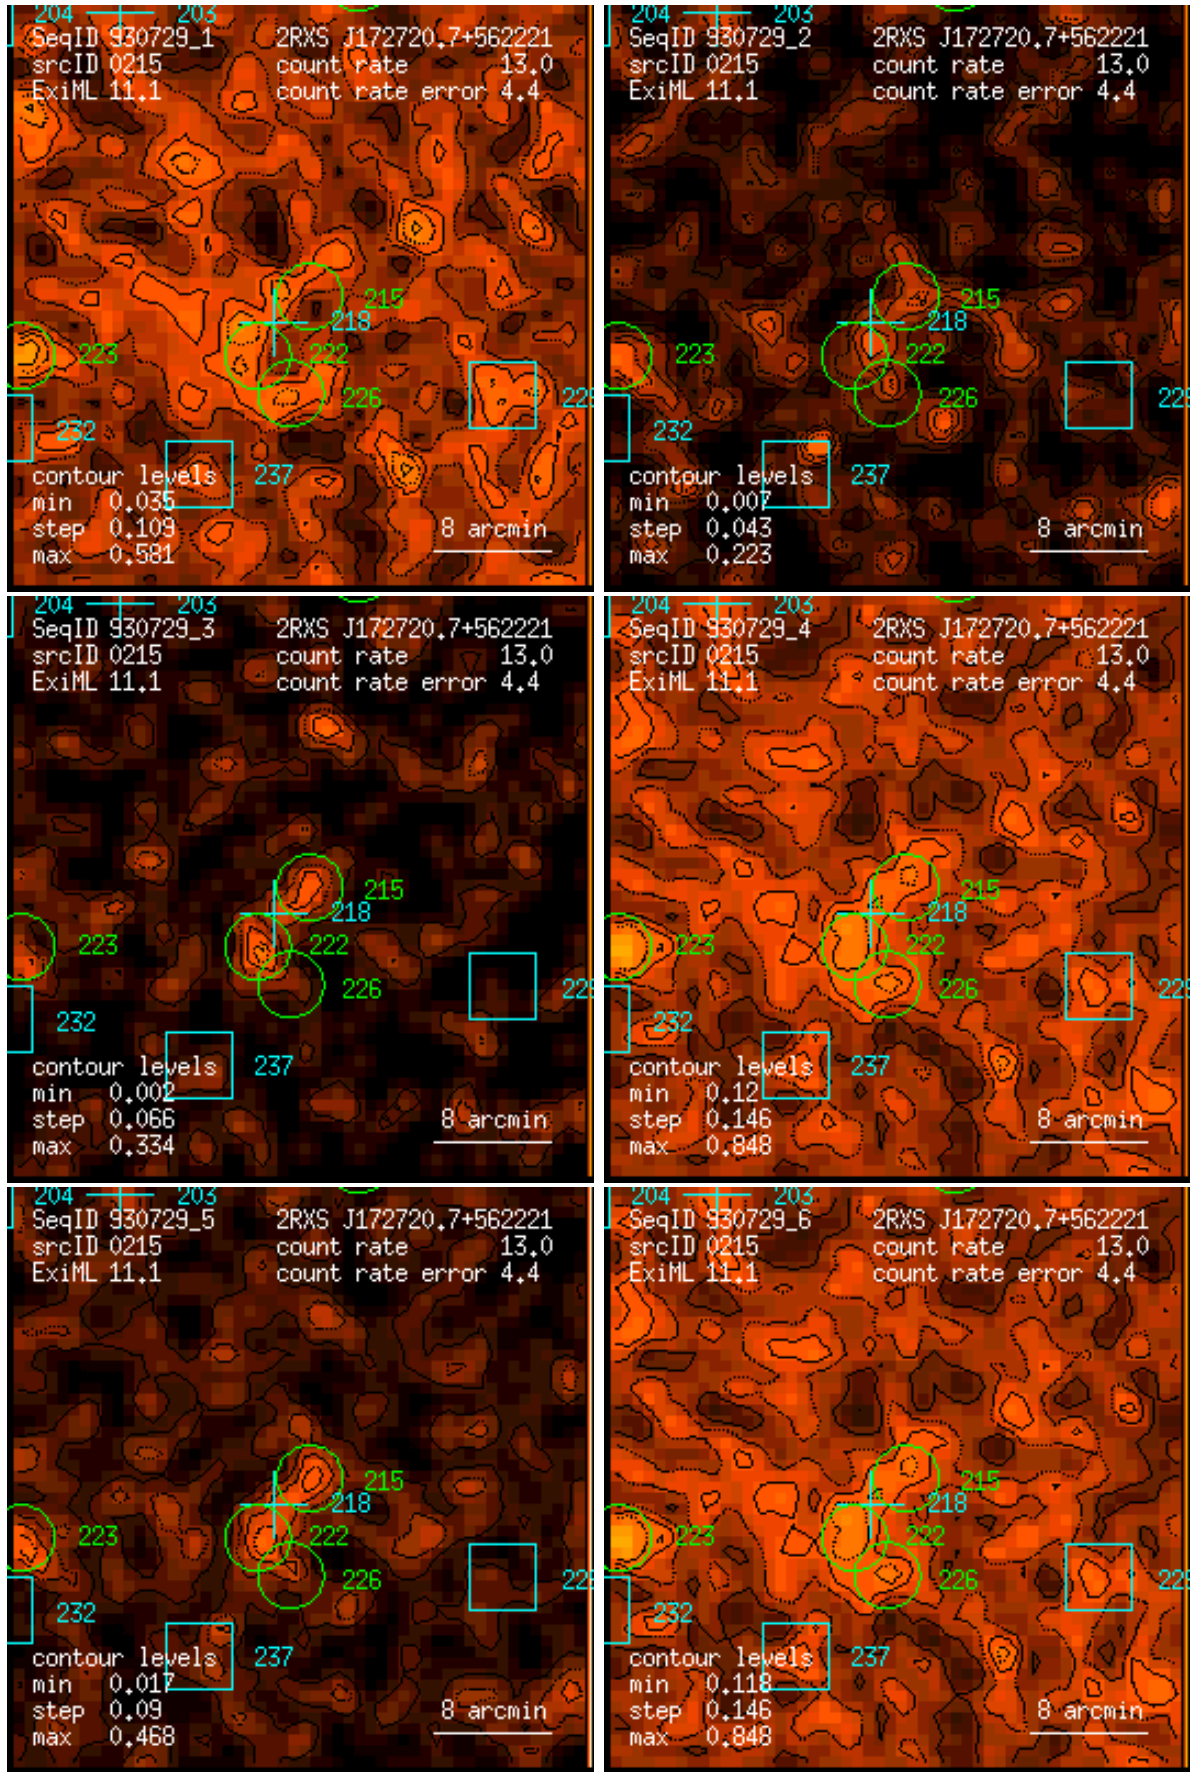 204 203
SeqID 930729_1 2RXS J172720.7+562221
srcID 0215 count rate 13.0
ExiML 11.1 count rate error 4.4
215
218
223 222
226 229
232
237
contour levels
min 0.035
step 0.109 8 arcmin
max 0.581
204 203
SeqID 930729_2 2RXS J172720.7+562221
srcID 0215 count rate 13.0
ExiML 11.1 count rate error 4.4
215
218
223 222
226 229
232
237
contour levels
min 0.007
step 0.043 8 arcmin
max 0.223
204 203
SeqID 930729_3 2RXS J172720.7+562221
srcID 0215 count rate 13.0
ExiML 11.1 count rate error 4.4
215
218
223 222
226 229
232
237
contour levels
min 0.002
step 0.066 8 arcmin
max 0.334
204 203
SeqID 930729_4 2RXS J172720.7+562221
srcID 0215 count rate 13.0
ExiML 11.1 count rate error 4.4
215
218
223 222
226 229
232
237
contour levels
min 0.12
step 0.146 8 arcmin
max 0.848
204 203
SeqID 930729_5 2RXS J172720.7+562221
srcID 0215 count rate 13.0
ExiML 11.1 count rate error 4.4
215
218
223 222
226 229
232
237
contour levels
min 0.017
step 0.09 8 arcmin
max 0.468
204 203
SeqID 930729_6 2RXS J172720.7+562221
srcID 0215 count rate 13.0
ExiML 11.1 count rate error 4.4
215
218
223 222
226 229
232
237
contour levels
min 0.118
step 0.146 8 arcmin
max 0.848